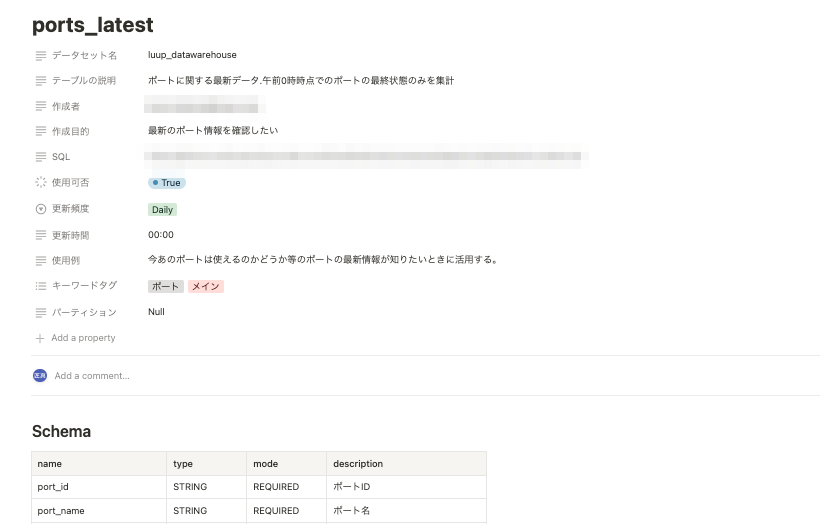 ports_latest
データセット名 luup_datawarehouse
テーブルの説明 ポートに関する最新データ.午前0時時点でのポートの最終状態のみを集計
作成者
作成目的 最新のポート情報を確認したい
SQL
使用可否 True
更新頻度 Daily
更新時間 00:00
使用例 今あのポートは使えるのかどうか等のポートの最新情報が知りたいときに活用する。
キーワードタグ ポート メイン
パーティション Null
Add a property
Add a comment...
Schema
name type mode description
port_id STRING REQUIRED ポートID
port_name STRING REQUIRED ポート名